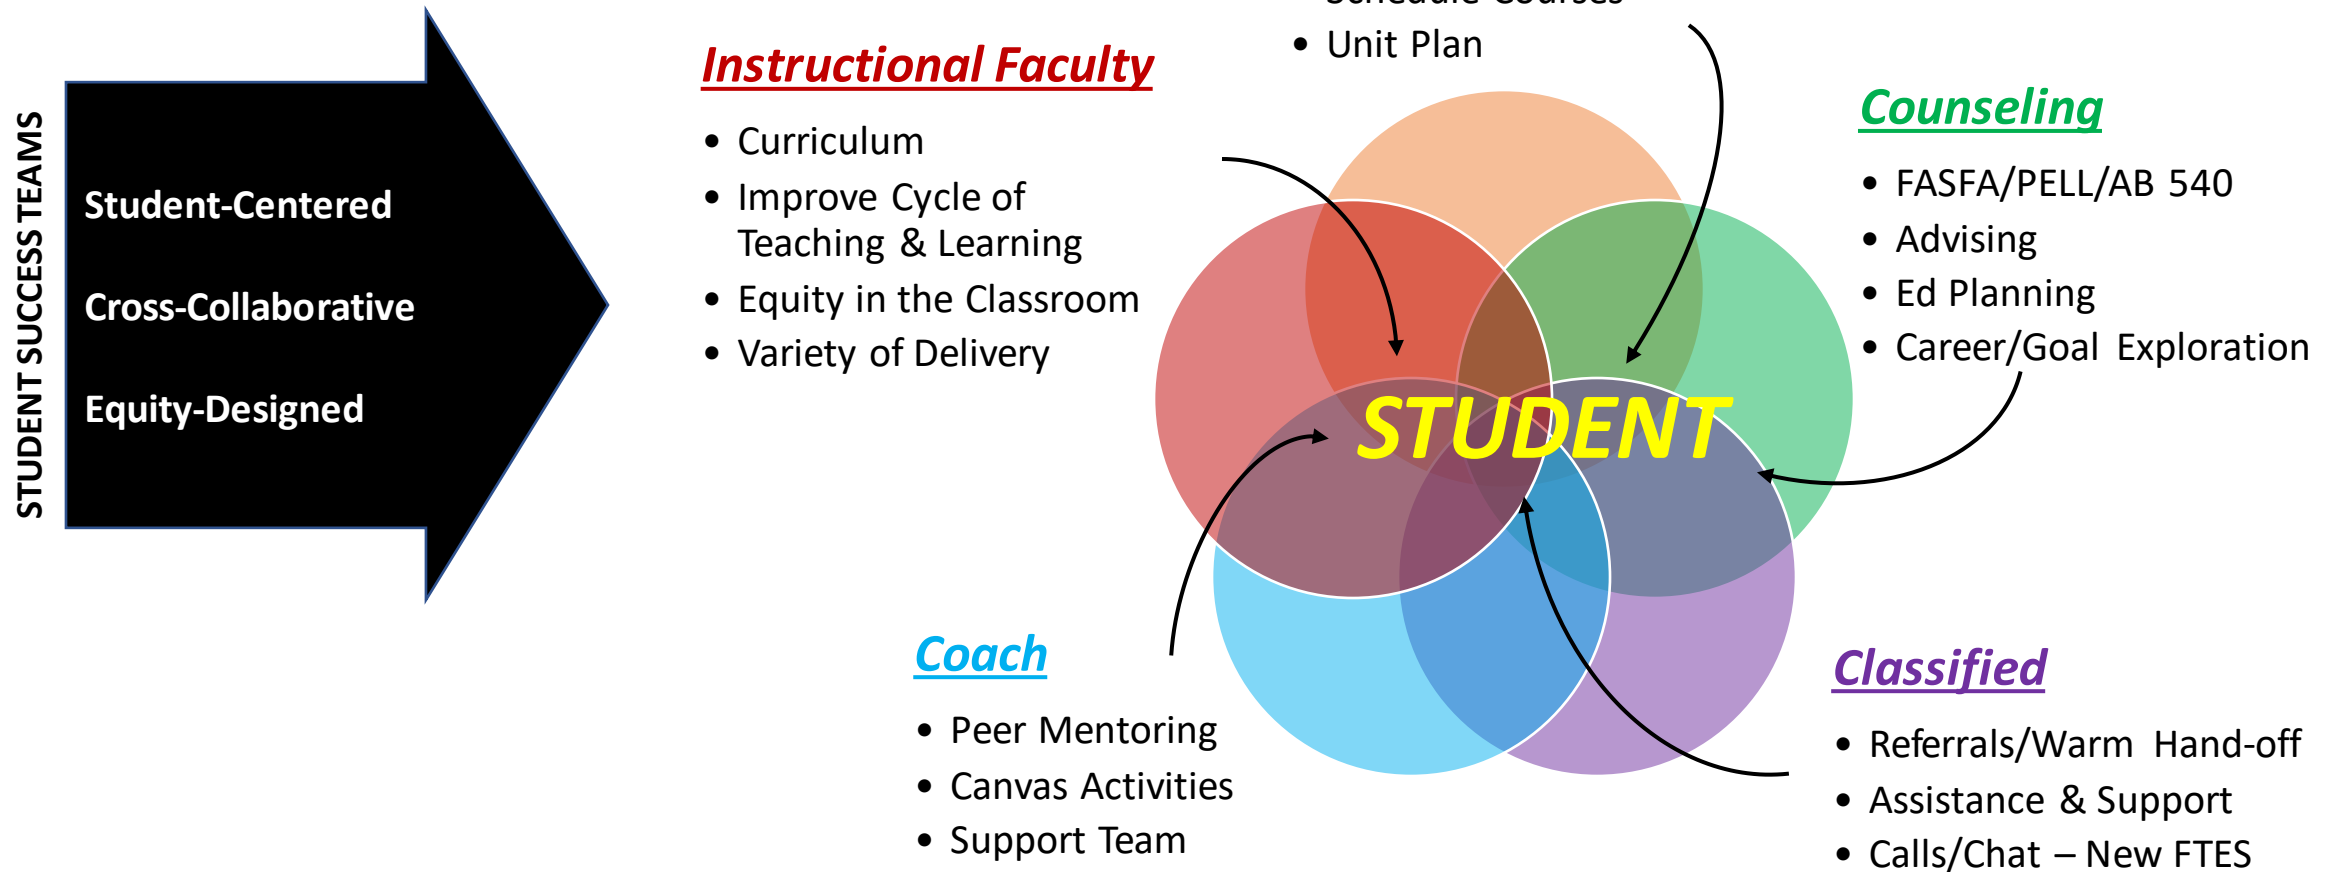 STUDENT SUCCESS TEAMS
Student-Centered
Cross-Collaborative
Equity-Designed
Instructional Faculty
• Curriculum
• Improve Cycle of
Teaching & Learning
• Equity in the Classroom
• Variety of Delivery
Schedule Courses
• Unit Plan
Counseling
• FASFA/PELL/AB 540
• Advising
• Ed Planning
• Career/Goal Exploration
STUDENT
Coach
• Peer Mentoring
• Canvas Activities
• Support Team
Classified
• Referrals/Warm Hand-off
• Assistance & Support
• Calls/Chat – New FTES